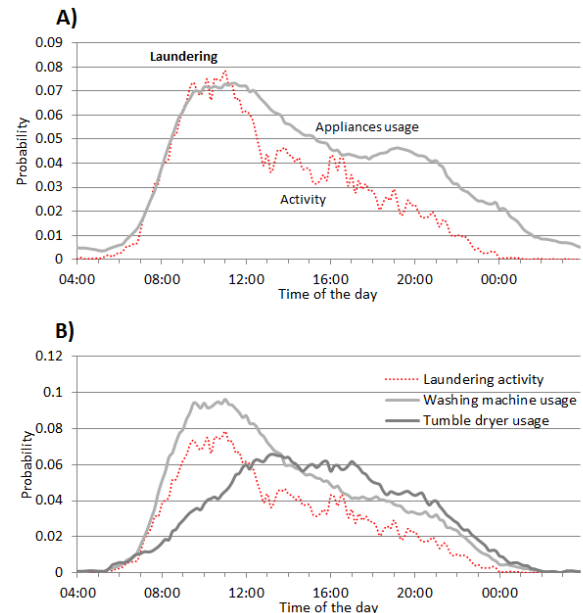 A)
Laundering
0.09
0.08
0.07
0.06
0.05
0.04
0.03
0.02
0.01
0
Probability
Appliances usage
Activity
04:00 08:00 12:00 16:00 20:00 00:00
Time of the day
B)
0.12
0.1
0.08
0.06
0.04
0.02
0
Probability
Laundering activity
Washing machine usage
Tumble dryer usage
04:00 08:00 12:00 16:00 20:00 00:00
Time of the day